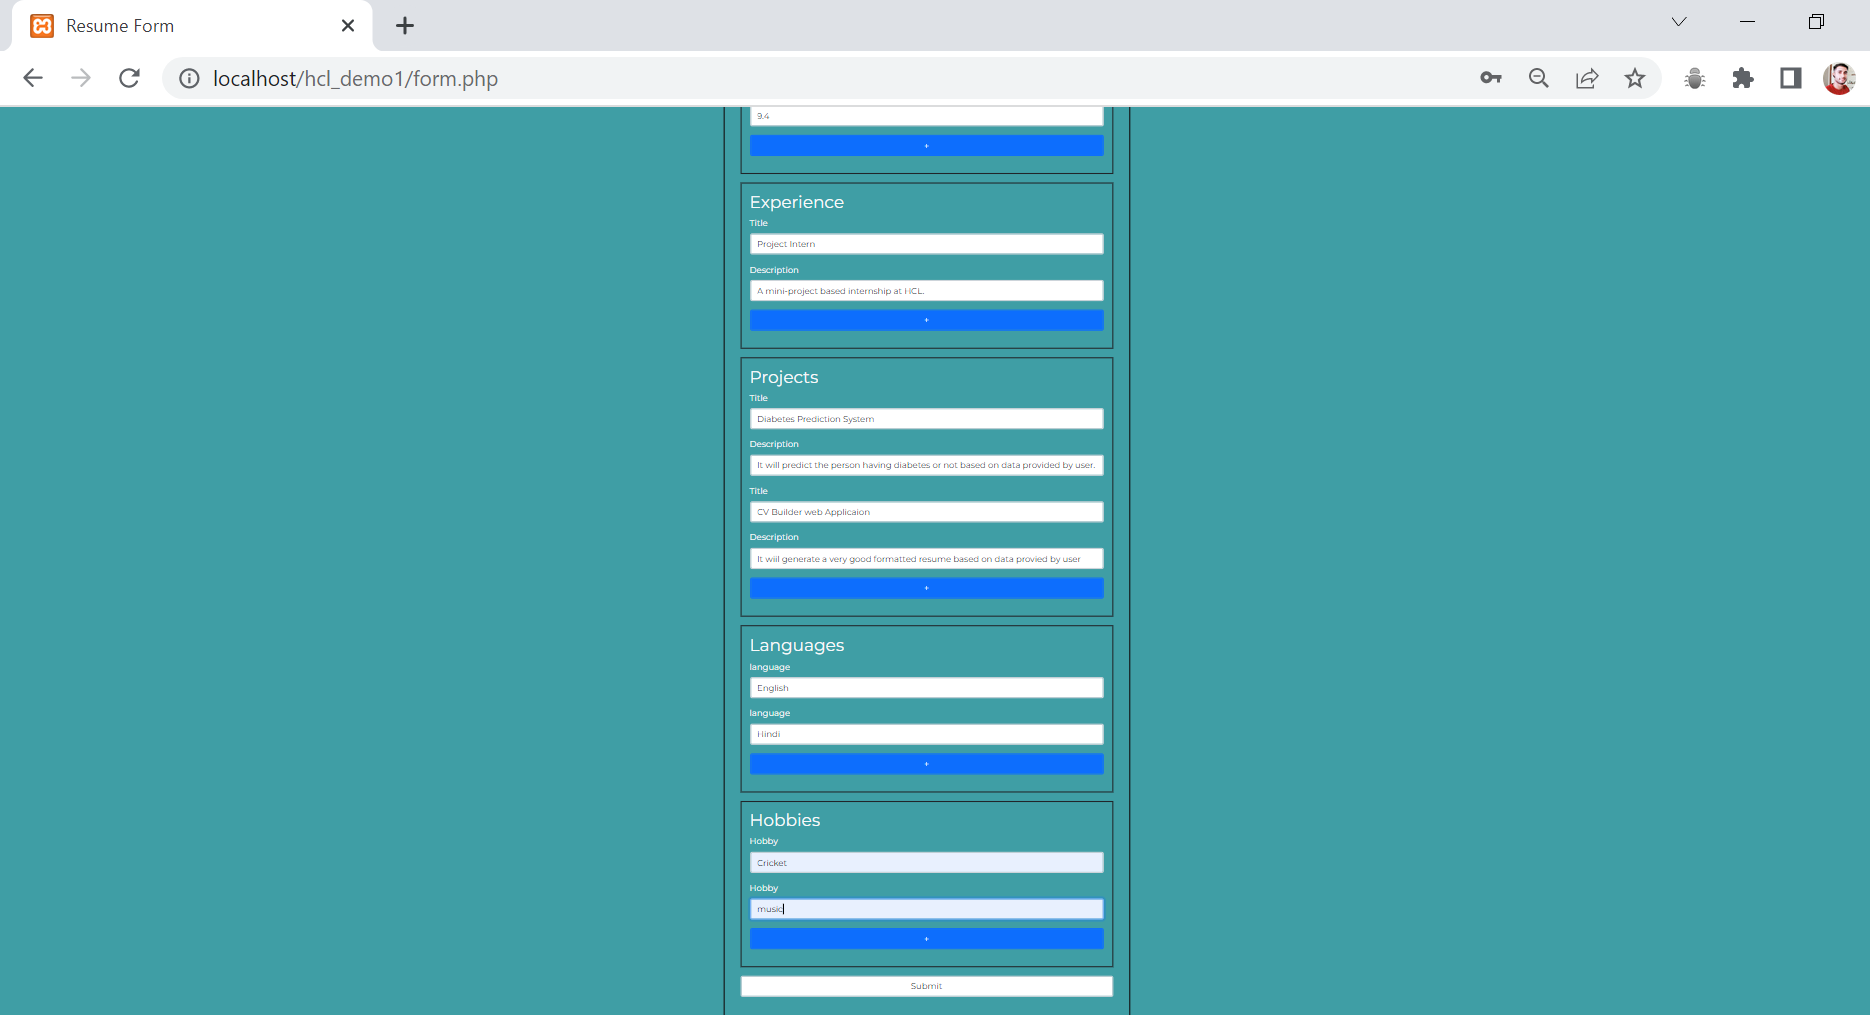 Resume Form
localhost/hcl_demo1/form.php
9.4
+
Experience
Title
Project Intern
Description
A mini-project based internship at HCL.
+
Projects
Title
Diabetes Prediction System
Description
It will predict the person having diabetes or not based on data provided by user.
Title
CV Builder web Applicaion
Description
It will generate a very good formatted resume based on data provied by user
+
Languages
language
English
language
Hindi
+
Hobbies
Hobby
Cricket
Hobby
music
+
Submit